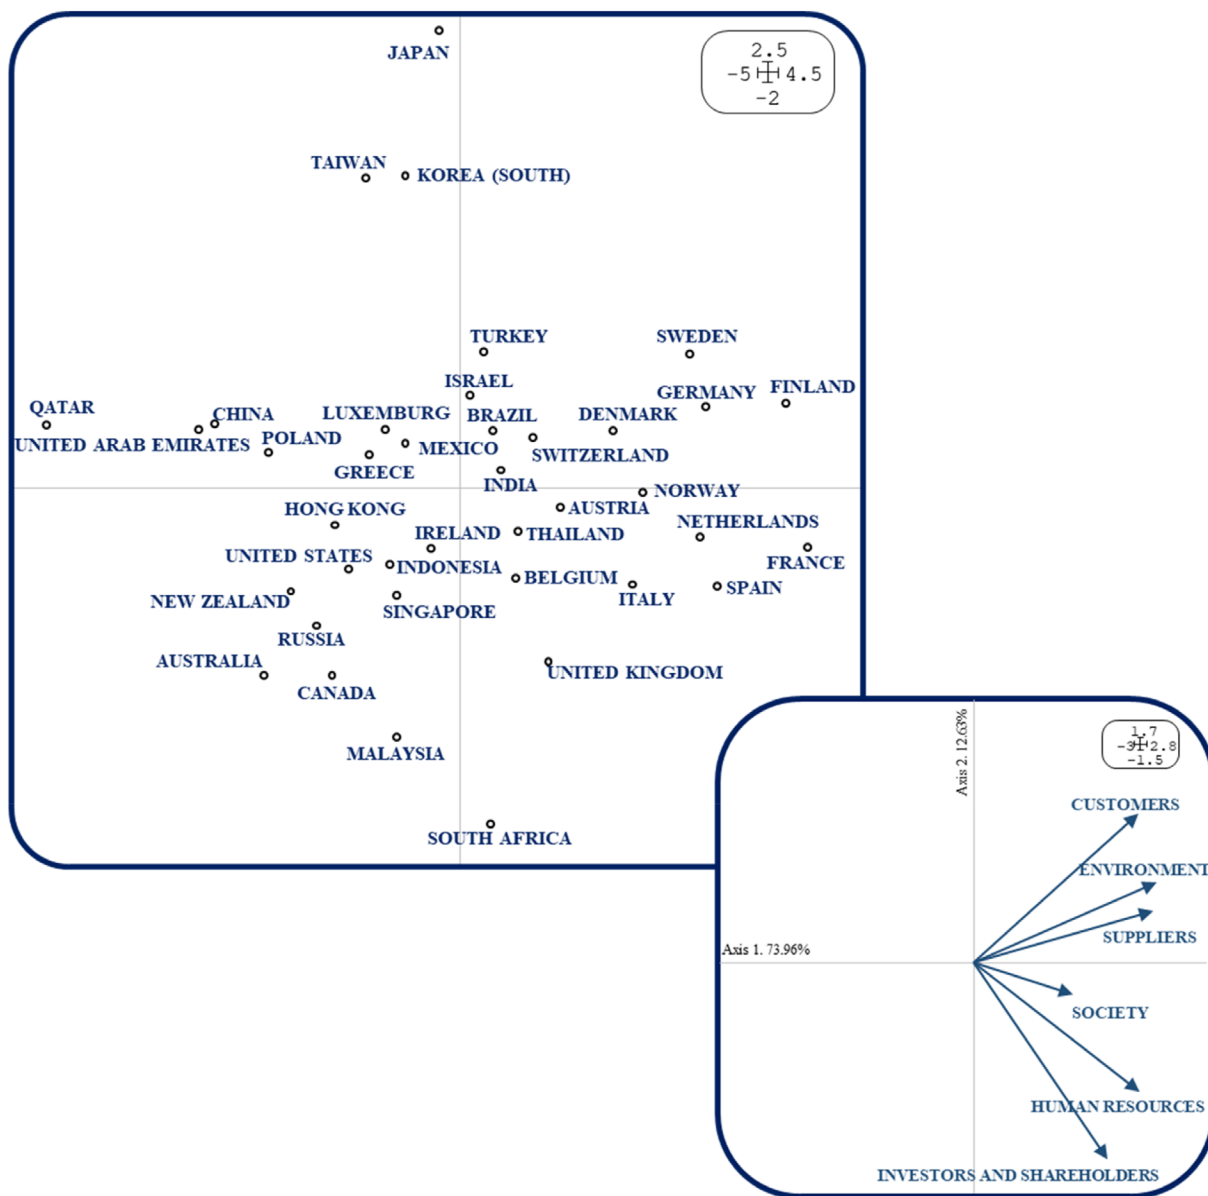 JAPAN
2.5
-5 4.5
-2
TAIWAN
KOREA (SOUTH)
TURKEY
SWEDEN
ISRAEL
GERMANY
FINLAND
QATAR
CHINA
LUXEMBURG
BRAZIL
DENMARK
UNITED ARAB EMIRATES
POLAND
MEXICO
SWITZERLAND
GREECE
INDIA
NORWAY
HONG KONG
AUSTRIA
NETHERLANDS
IRELAND
THAILAND
UNITED STATES
INDONESIA
FRANCE
BELGIUM
SPAIN
NEW ZEALAND
SINGAPORE
ITALY
RUSSIA
AUSTRALIA
UNITED KINGDOM
CANADA
MALAYSIA
SOUTH AFRICA
Axis 2. 12.63%
1.7
-3 2.8
-1.5
CUSTOMERS
ENVIRONMENT
SUPPLIERS
Axis 1. 73.96%
SOCIETY
HUMAN RESOURCES
INVESTORS AND SHAREHOLDERS